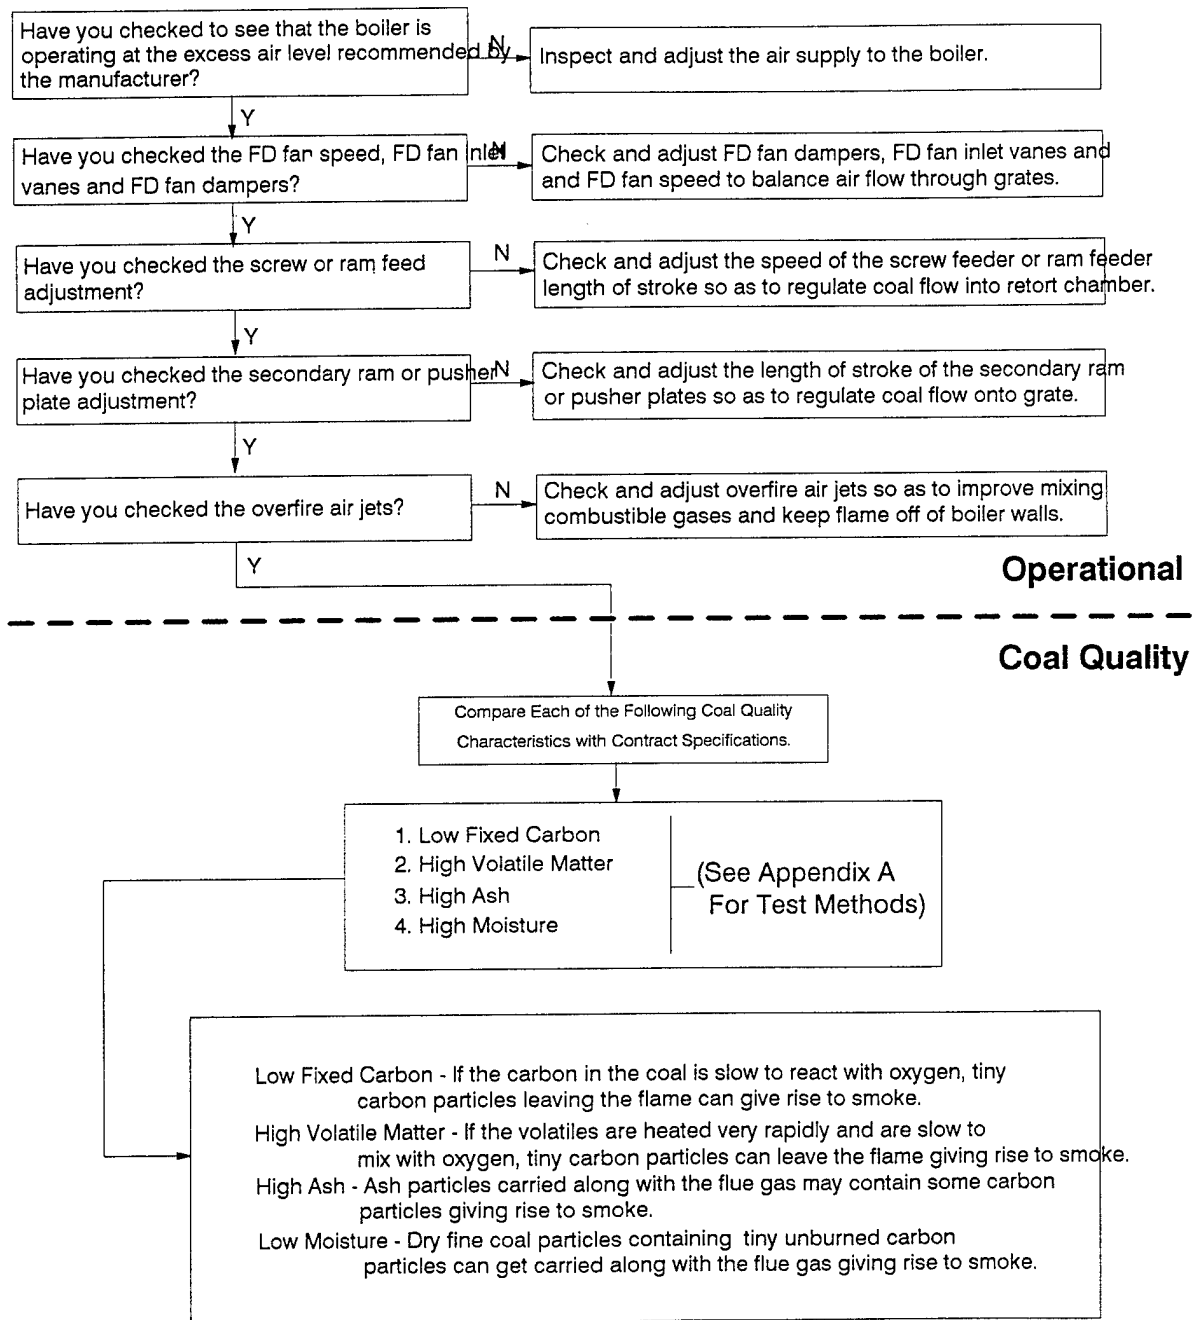 Have you checked to see that the boiler is
operating at the excess air level recommended by
the manufacturer?
N
Inspect and adjust the air supply to the boiler.
Y
Have you checked the FD fan speed, FD fan inlet
vanes and FD fan dampers?
N
Check and adjust FD fan dampers, FD fan inlet vanes and
and FD fan speed to balance air flow through grates.
Y
Have you checked the screw or ram feed
adjustment?
N
Check and adjust the speed of the screw feeder or ram feeder
length of stroke so as to regulate coal flow into retort chamber.
Y
Have you checked the secondary ram or pusher
plate adjustment?
N
Check and adjust the length of stroke of the secondary ram
or pusher plates so as to regulate coal flow onto grate.
Y
Have you checked the overfire air jets?
N
Check and adjust overfire air jets so as to improve mixing
combustible gases and keep flame off of boiler walls.
Y
Operational
Coal Quality
Compare Each of the Following Coal Quality
Characteristics with Contract Specifications.
1. Low Fixed Carbon
2. High Volatile Matter
3. High Ash
4. High Moisture
(See Appendix A
For Test Methods)
Low Fixed Carbon - If the carbon in the coal is slow to react with oxygen, tiny
carbon particles leaving the flame can give rise to smoke.
High Volatile Matter - If the volatiles are heated very rapidly and are slow to
mix with oxygen, tiny carbon particles can leave the flame giving rise to smoke.
High Ash - Ash particles carried along with the flue gas may contain some carbon
particles giving rise to smoke.
Low Moisture - Dry fine coal particles containing tiny unburned carbon
particles can get carried along with the flue gas giving rise to smoke.